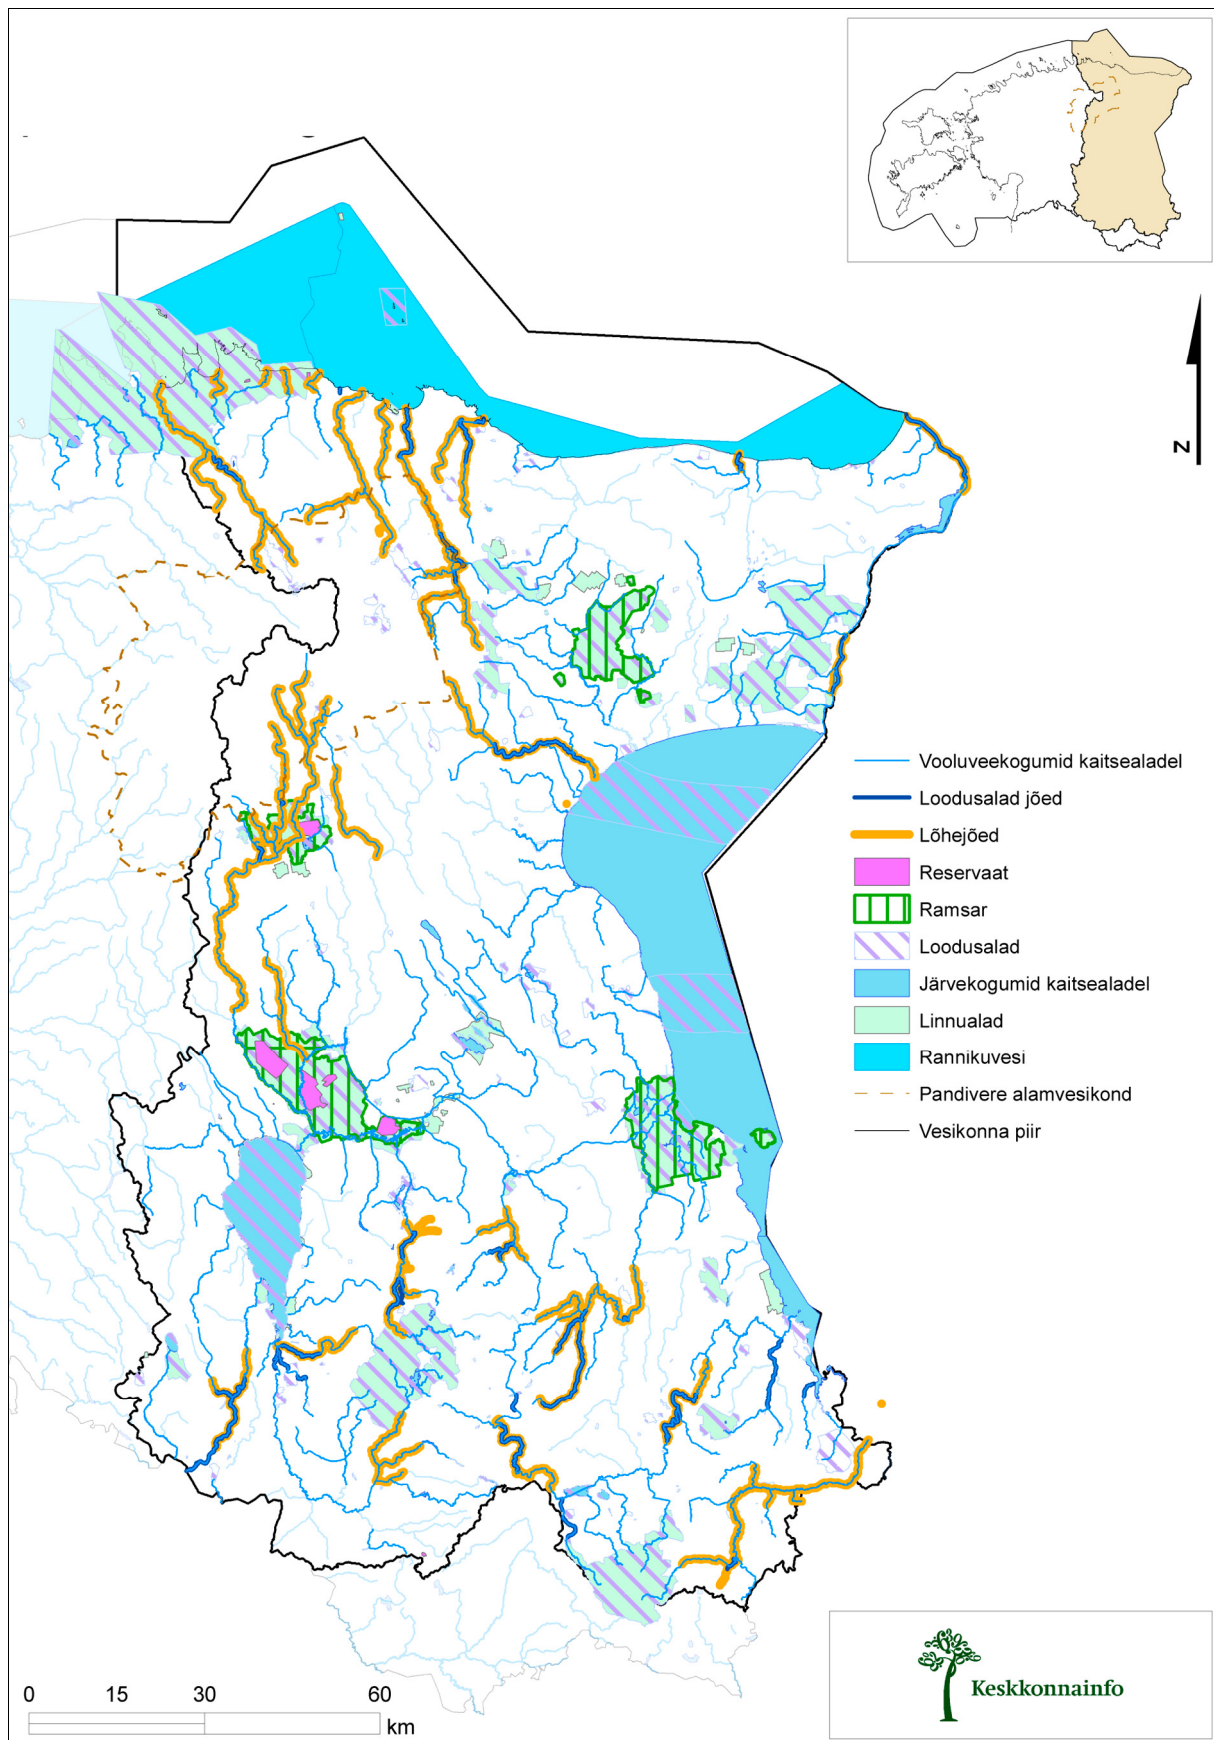 N
Vooluveekogumid kaitsealadel
Loodusalad jõed
Lõhejõed
Reservaat
Ramsar
Loodusalad
Järvekogumid kaitsealadel
Linnualad
Rannikuvesi
Pandivere alamvesikond
Vesikonna piir
0 15 30 60
km
Keskkonnainfo